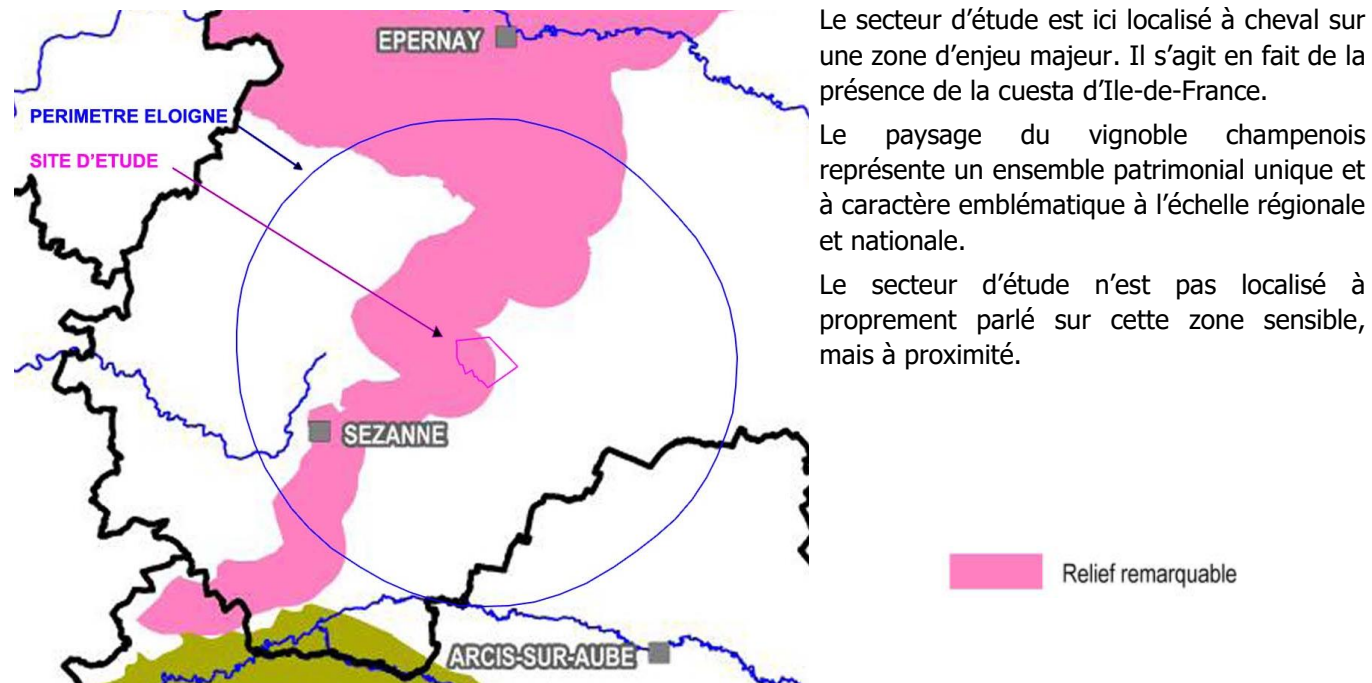 EPERNAY
PERIMETRE ELOIGNE
SITE D'ETUDE
SEZANNE
ARCIS-SUR-AUBE
Le secteur d’étude est ici localisé à cheval sur
une zone d’enjeu majeur. Il s’agit en fait de la
présence de la cuesta d’Ile-de-France.
Le paysage du vignoble champenois
représente un ensemble patrimonial unique et
à caractère emblématique à l’échelle régionale
et nationale.
Le secteur d’étude n’est pas localisé à
proprement parlé sur cette zone sensible,
mais à proximité.
Relief remarquable